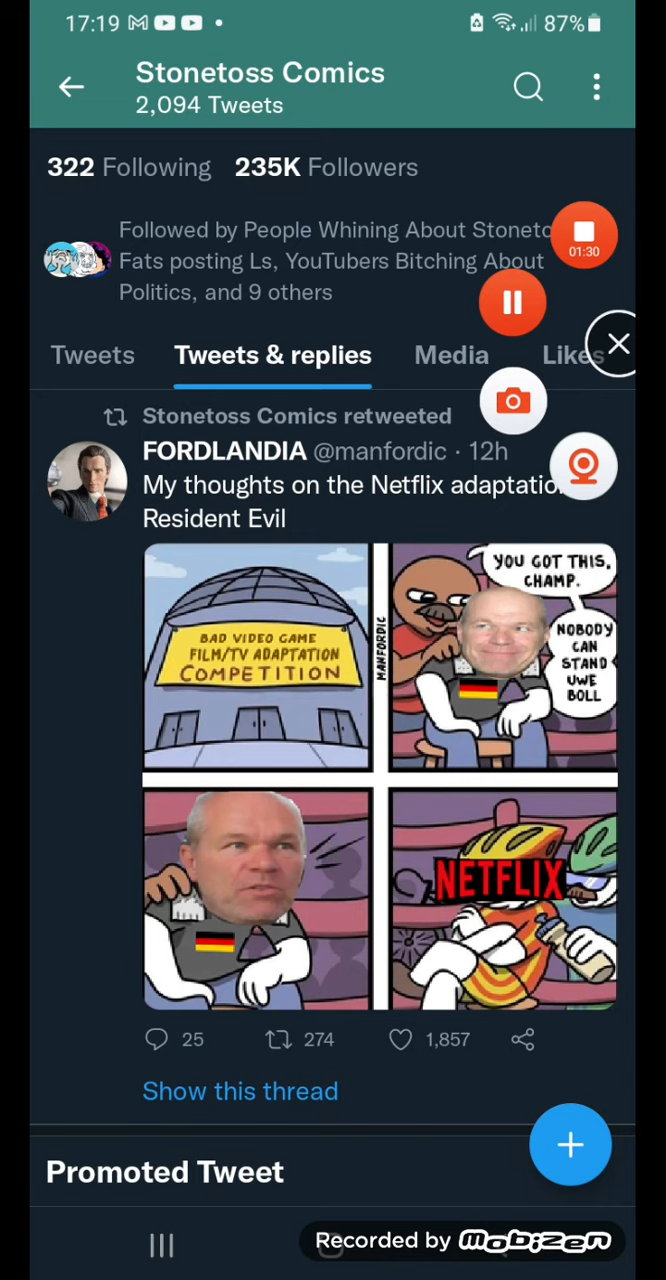 17:19
87%
Stonetoss Comics
2,094 Tweets
322 Following 235K Followers
Followed by People Whining About Stoneto
Fats posting Ls, YouTubers Bitching About
Politics, and 9 others
01:30
Tweets Tweets & replies Media Likes
Stonetoss Comics retweeted
FORDLANDIA @manfordic · 12h
My thoughts on the Netflix adaptatio
Resident Evil
BAD VIDEO GAME
FILM/TV ADAPTATION
COMPETITION
MANFORDIC
YOU GOT THIS,
CHAMP.
NOBODY
CAN
STAND
UWE
BOLL
NETFLIX
25 274 1,857
Show this thread
Promoted Tweet
Recorded by mobizen